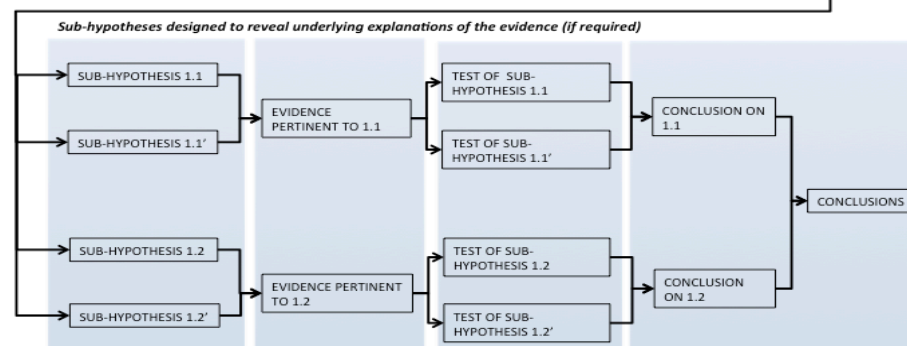 Sub-hypotheses designed to reveal underlying explanations of the evidence (if required)
SUB-HYPOTHESIS 1.1
SUB-HYPOTHESIS 1.1′
EVIDENCE
PERTINENT TO 1.1
TEST OF SUB-
HYPOTHESIS 1.1
TEST OF SUB-
HYPOTHESIS 1.1′
CONCLUSION ON
1.1
CONCLUSIONS
SUB-HYPOTHESIS 1.2
SUB-HYPOTHESIS 1.2′
EVIDENCE PERTINENT
TO 1.2
TEST OF SUB-
HYPOTHESIS 1.2
TEST OF SUB-
HYPOTHESIS 1.2′
CONCLUSION
ON 1.2